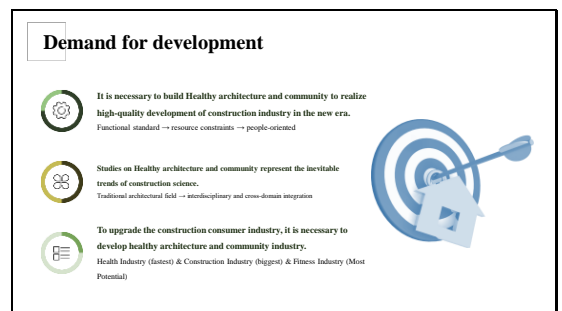 Demand for development
It is necessary to build Healthy architecture and community to realize
high-quality development of construction industry in the new era.
Functional standard → resource constraints → people-oriented
Studies on Healthy architecture and community represent the inevitable
trends of construction science.
Traditional architectural field → interdisciplinary and cross-domain integration
To upgrade the construction consumer industry, it is necessary to
develop healthy architecture and community industry.
Health Industry (fastest) & Construction Industry (biggest) & Fitness Industry (Most
Potential)